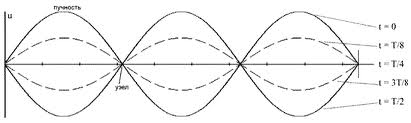 пучность
u
t = 0
t = T/8
t = T/4
узел
t = 3T/8
t = T/2